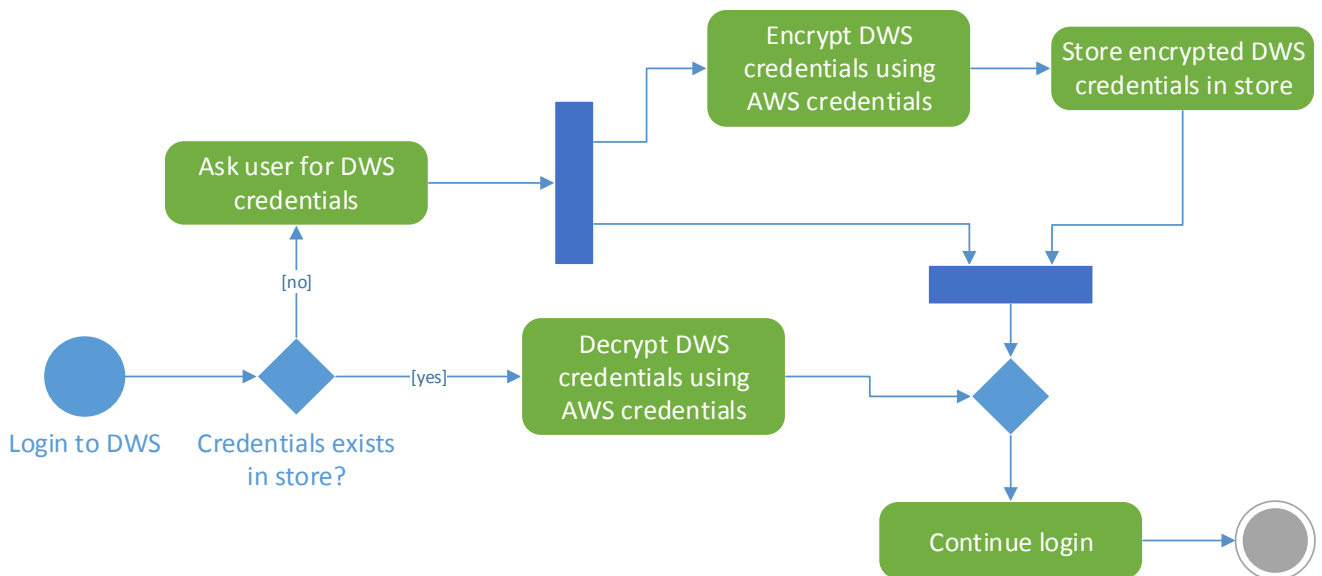 Encrypt DWS
credentials using
AWS credentials
Store encrypted DWS
credentials in store
Ask user for DWS
credentials
[no]
Decrypt DWS
credentials using
AWS credentials
[yes]
Login to DWS
Credentials exists
in store?
Continue login